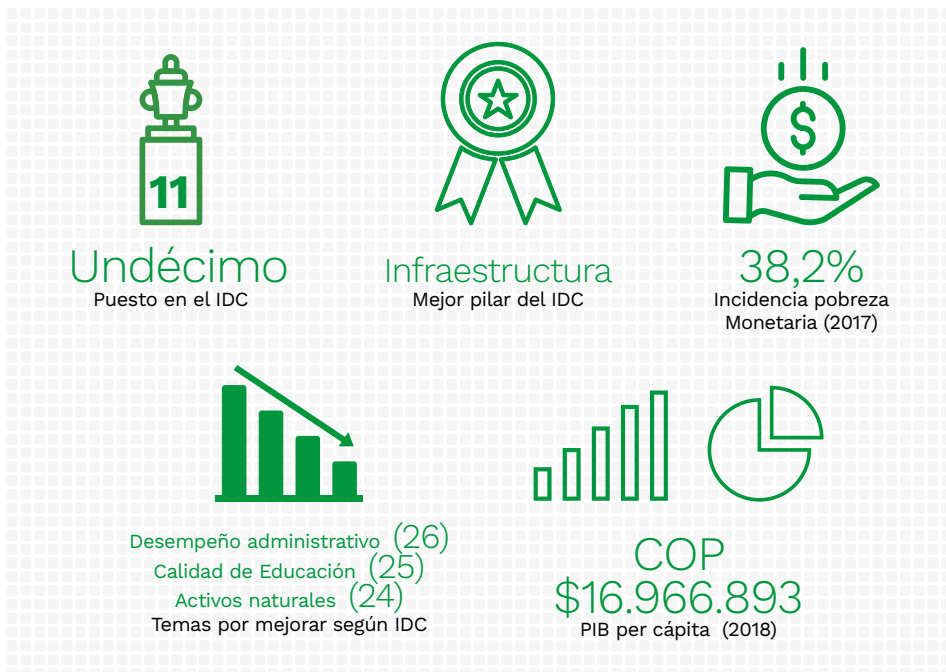 11
Undécimo
Puesto en el IDC
Infraestructura
Mejor pilar del IDC
$
38,2%
Incidencia pobreza
Monetaria (2017)
Desempeño administrativo (26)
Calidad de Educación (25)
Activos naturales (24)
Temas por mejorar según IDC
COP
$16.966.893
PIB per cápita (2018)